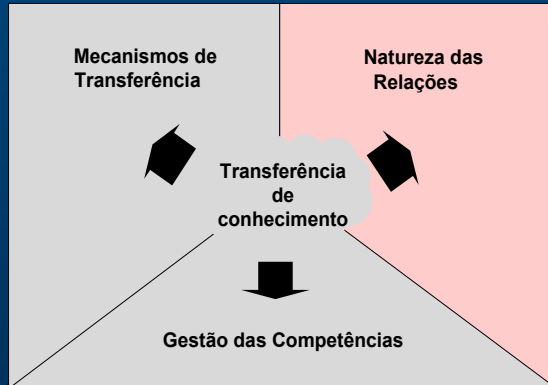 Mecanismos de
Transferência
Natureza das
Relações
Transferência
de
conhecimento
Gestão das Competências